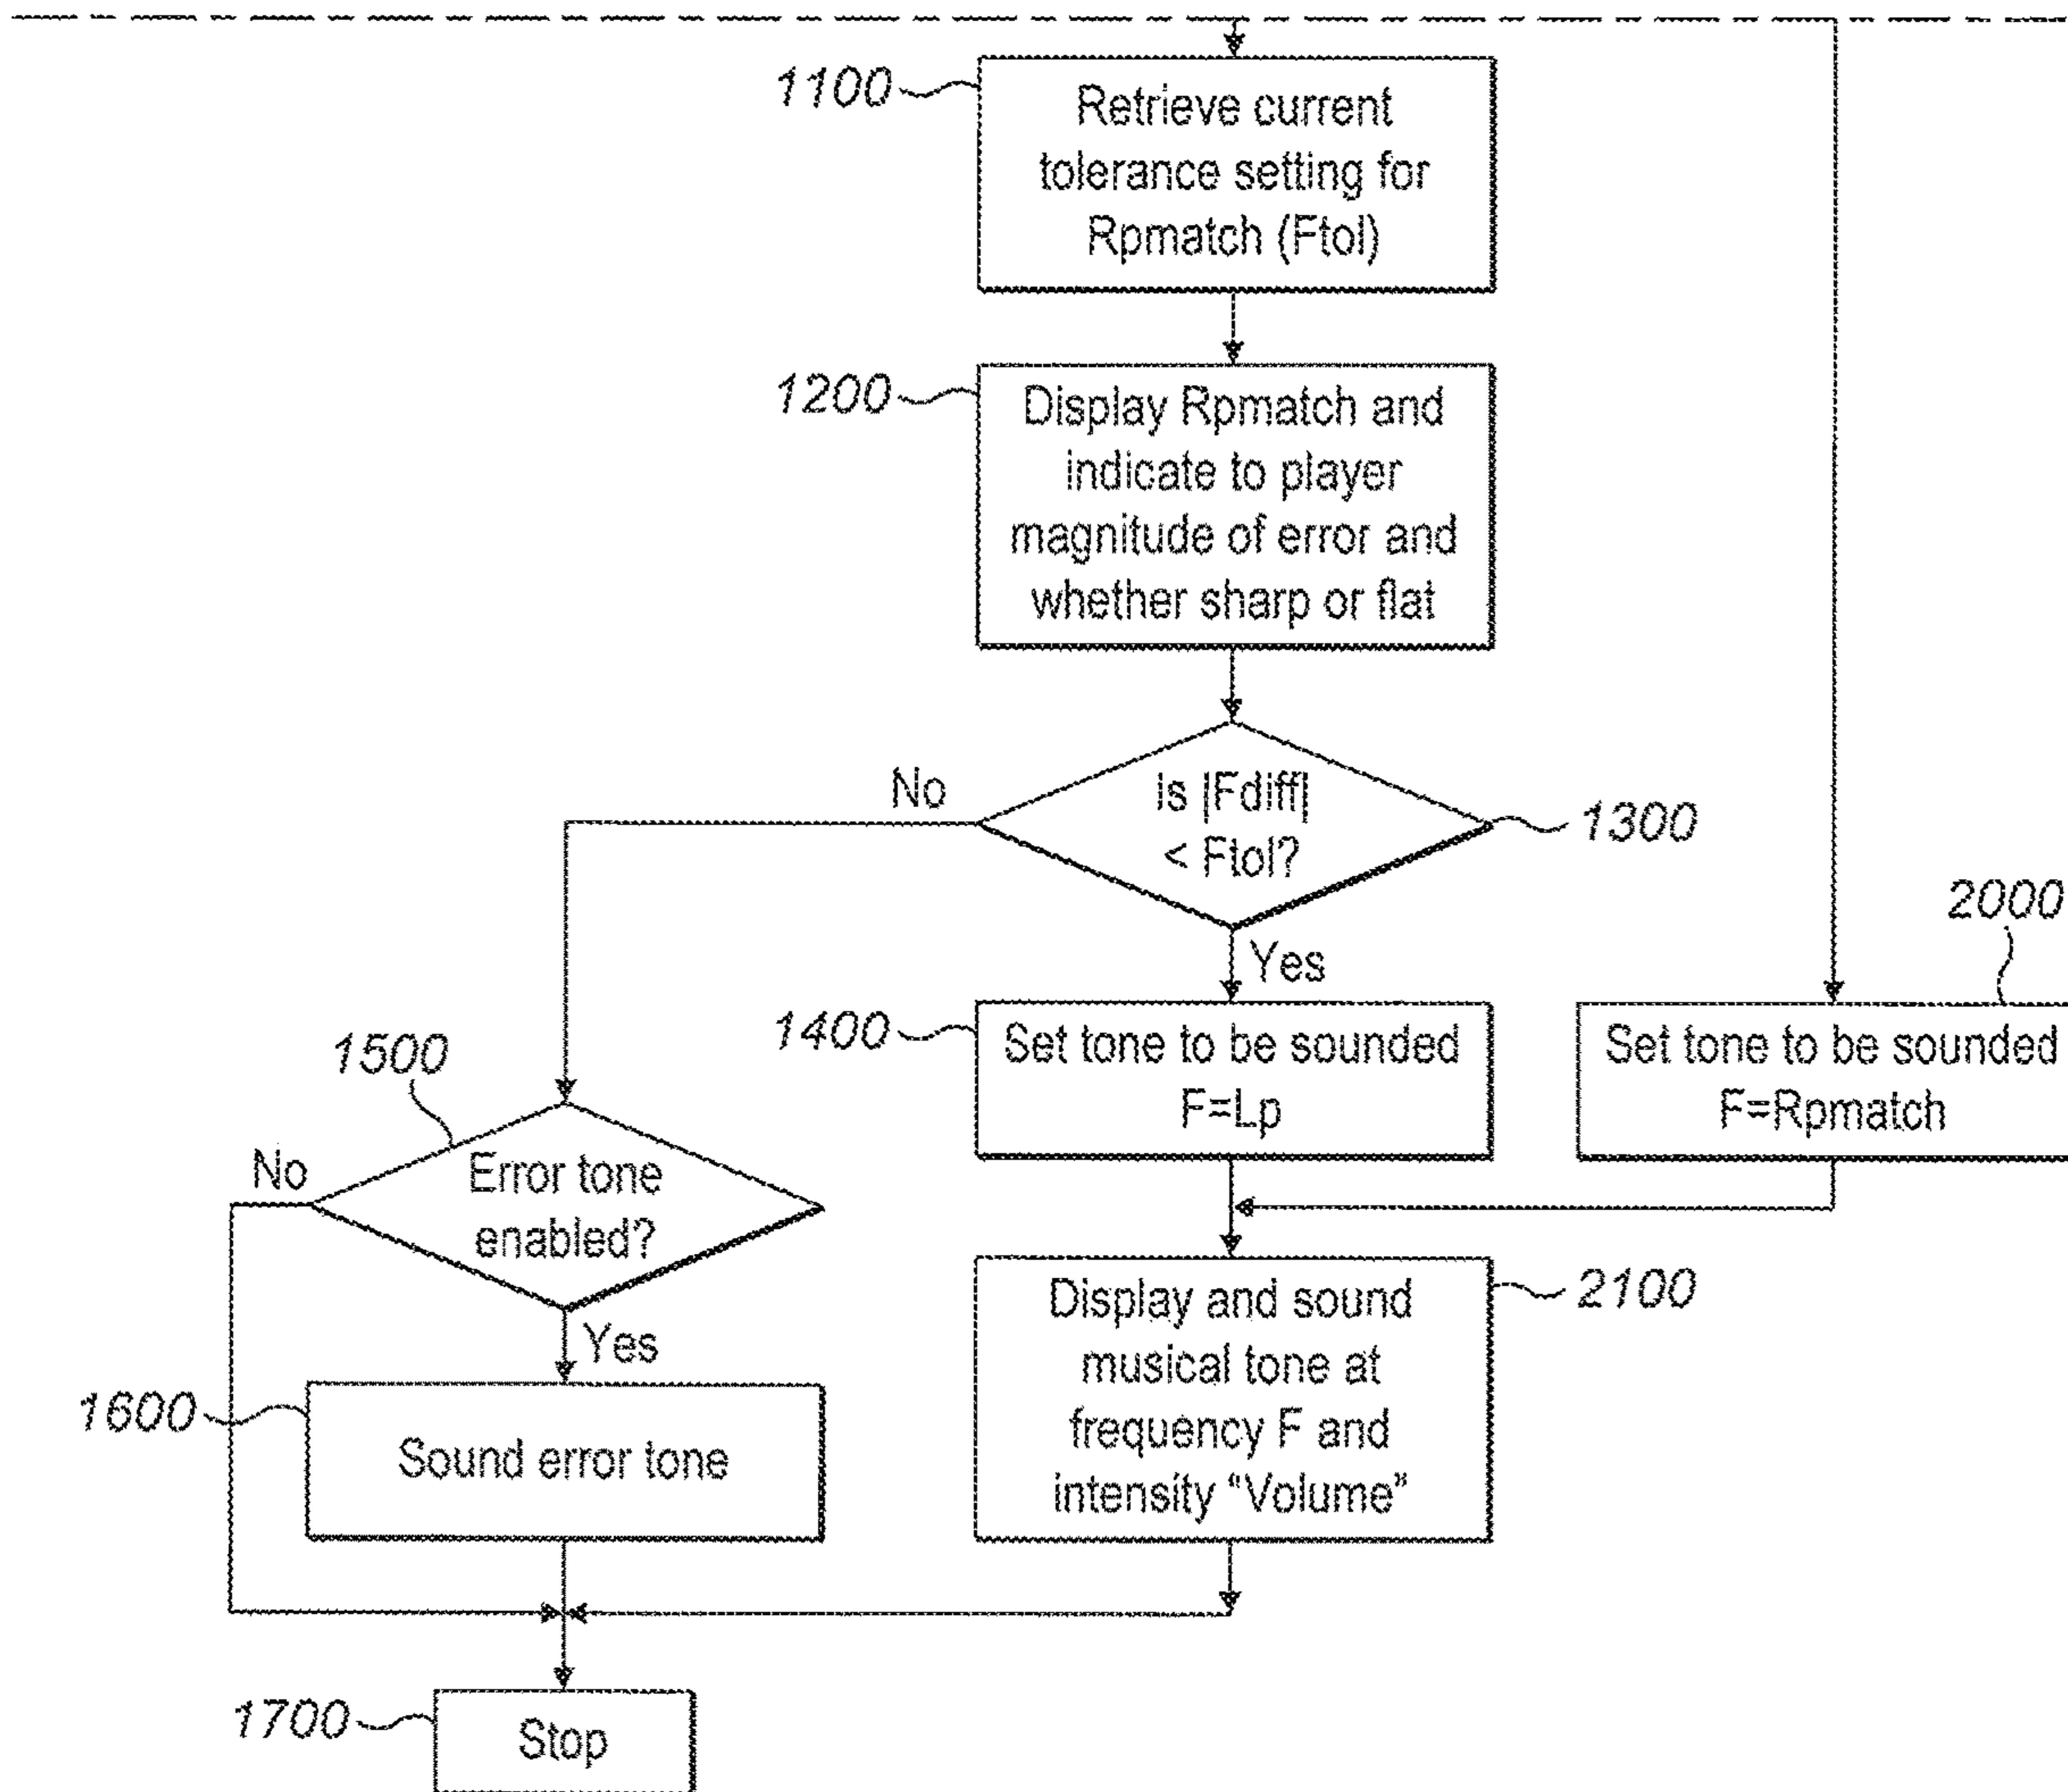 1100
Retrieve current
tolerance setting for
Rpmatch (Ftol)
1200
Display Rpmatch and
indicate to player
magnitude of error and
whether sharp or flat
No
is |Fdiff|
< Ftol?
1300
Yes
2000
1400
Set tone to be sounded
F=Lp
Set tone to be sounded
F=Rpmatch
1500
No
Error tone
enabled?
Yes
2100
Display and sound
musical tone at
frequency F and
intensity “Volume”
1600
Sound error tone
1700
Stop